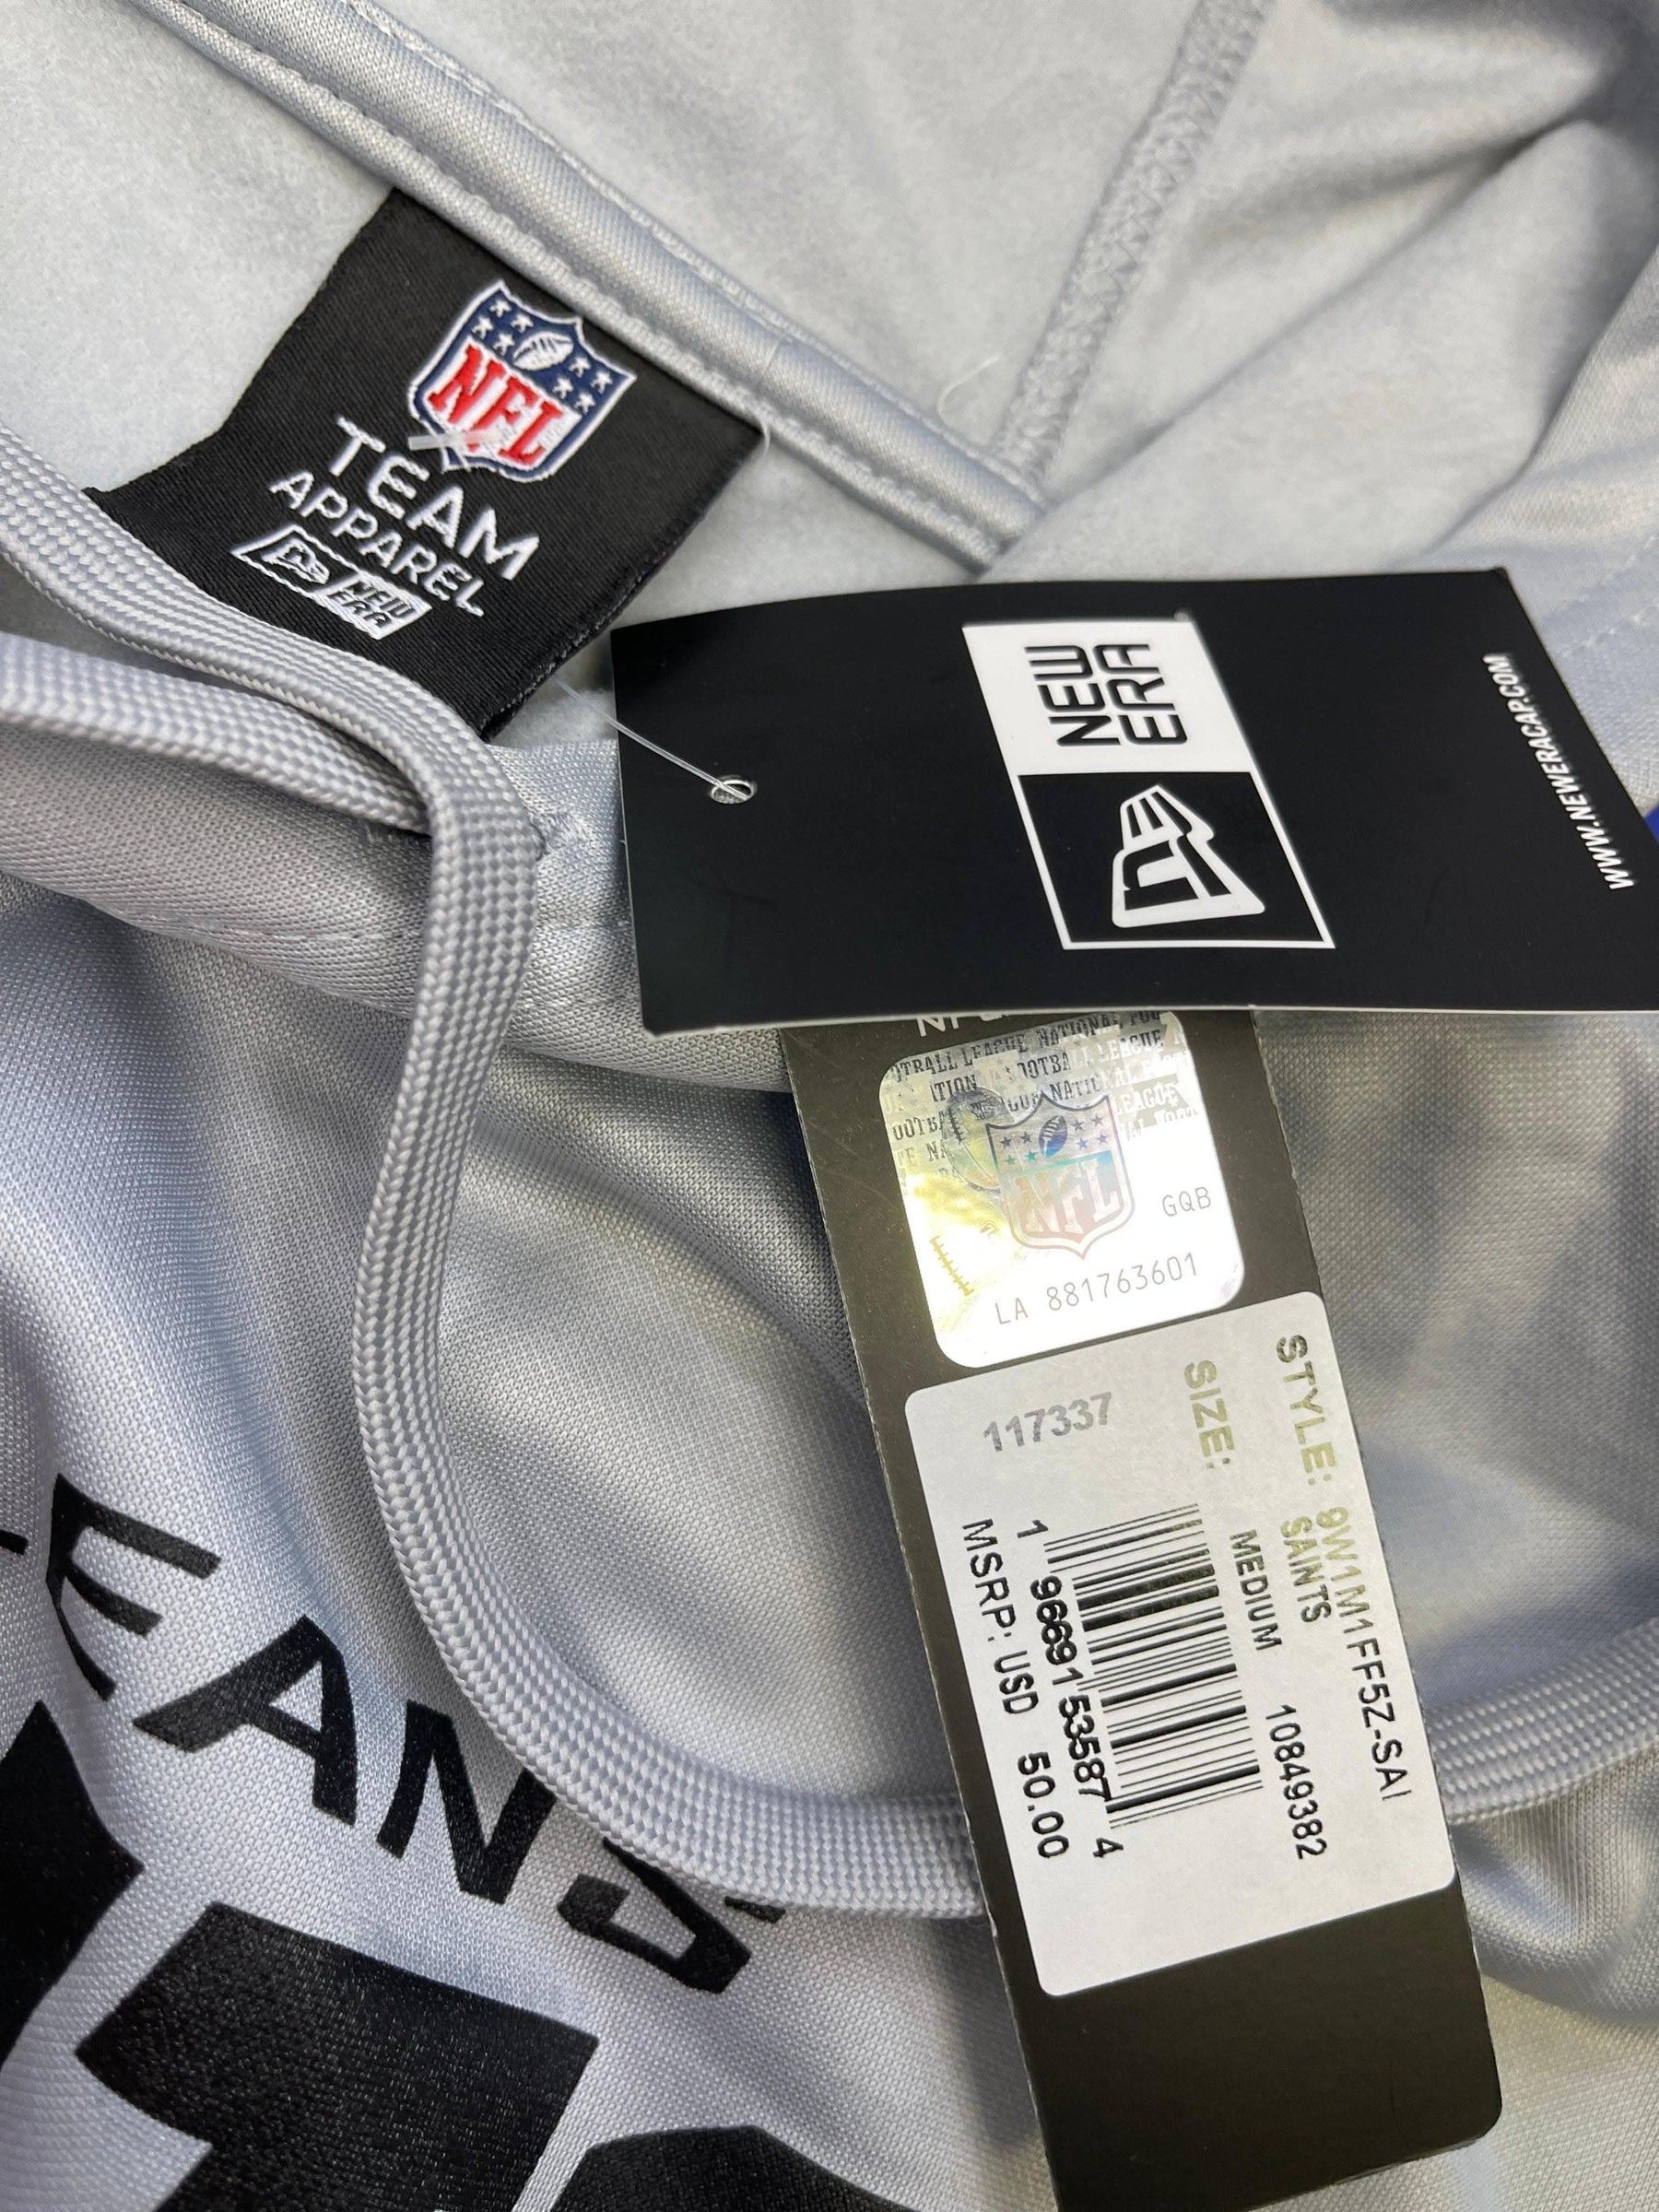 NFL
TEAM
APPAREL
NEW
ERA
NEW
ERA
WWW.NEWERACAP.COM
NFL
GQB
LA 881763601
117337
STYLE: 9W1M1FF5Z-SAI
SAINTS 10849382
SIZE: MEDIUM
1 96691 53587 4
MSRP: USD 50.00
EANS